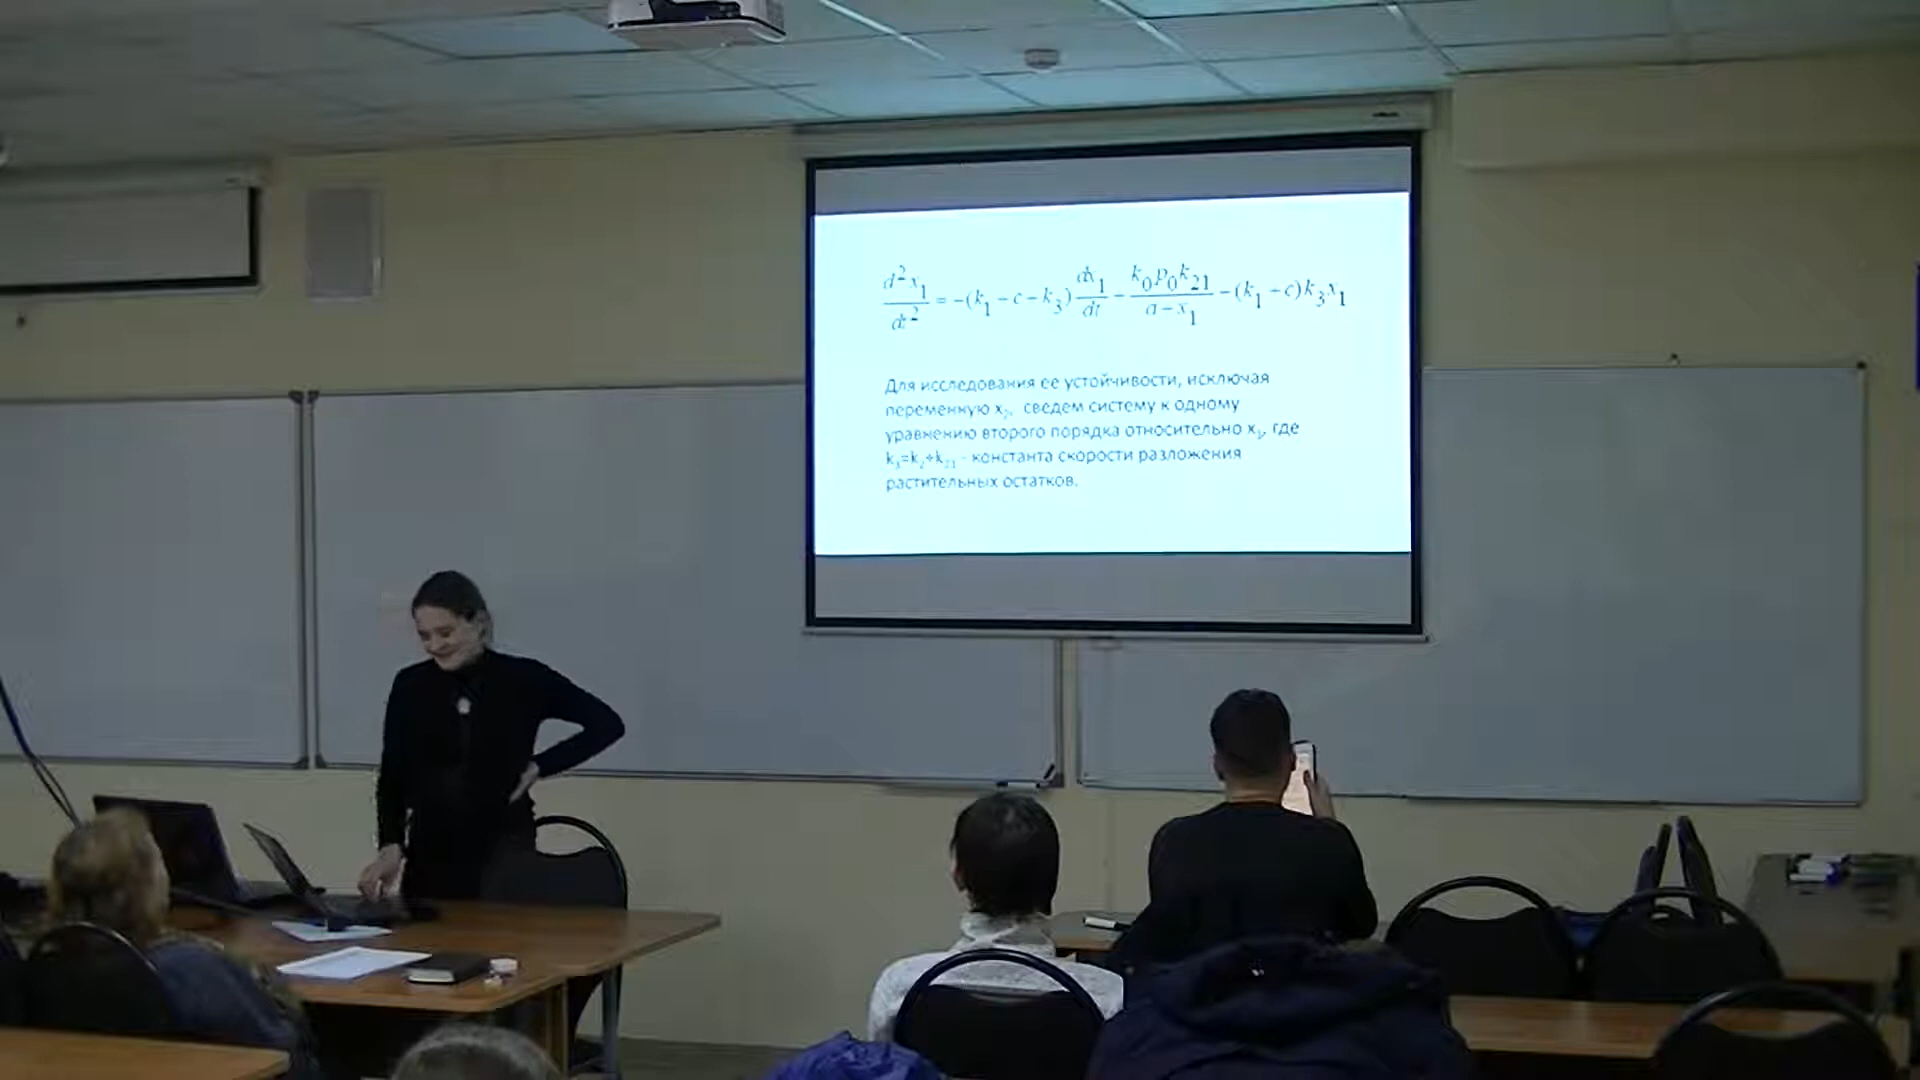 d²x₁/dt² = -(k₁ - c - k₃) dx₁/dt - k₀p₀k₂₁/(a - x₁) - (k₁ - c)k₃x₁
Для исследования ее устойчивости, исключая
переменную x₂, сведем систему к одному
уравнению второго порядка относительно x₁, где
k₃=k₂+k₂₁ - константа скорости разложения
растительных остатков.